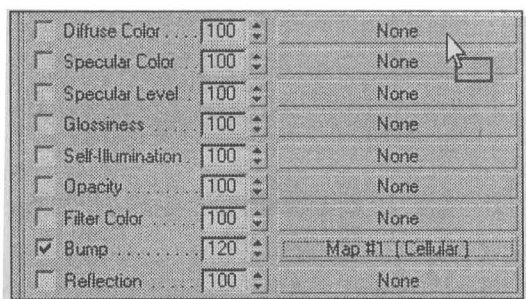 Diffuse Color . . . . 100 None
Specular Color . . . 100 None
Specular Level . . 100 None
Glossiness . . . . . . 100 None
Self-Illumination . 100 None
Opacity . . . . . . . . . 100 None
Filter Color . . . . . . 100 None
Bump . . . . . . . . . . 120 Map #1 ( Cellular )
Reflection . . . . . . 100 None